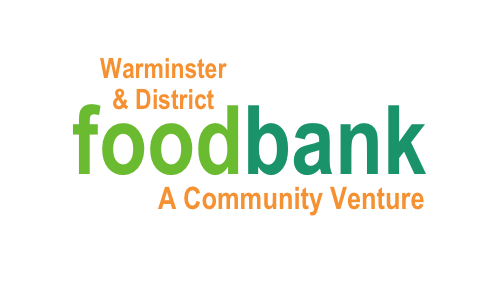 Warminster
& District
foodbank
A Community Venture